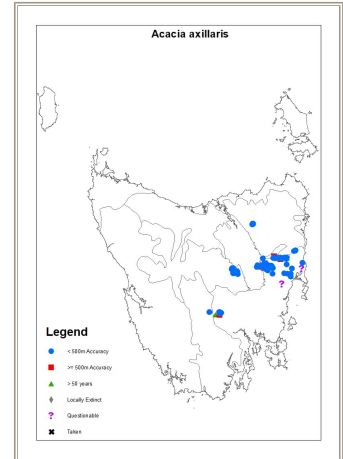 Acacia axillaris
?
?
Legend
< 500m Accuracy
>= 500m Accuracy
> 50 years
Locally Extinct
? Questionable
Taken